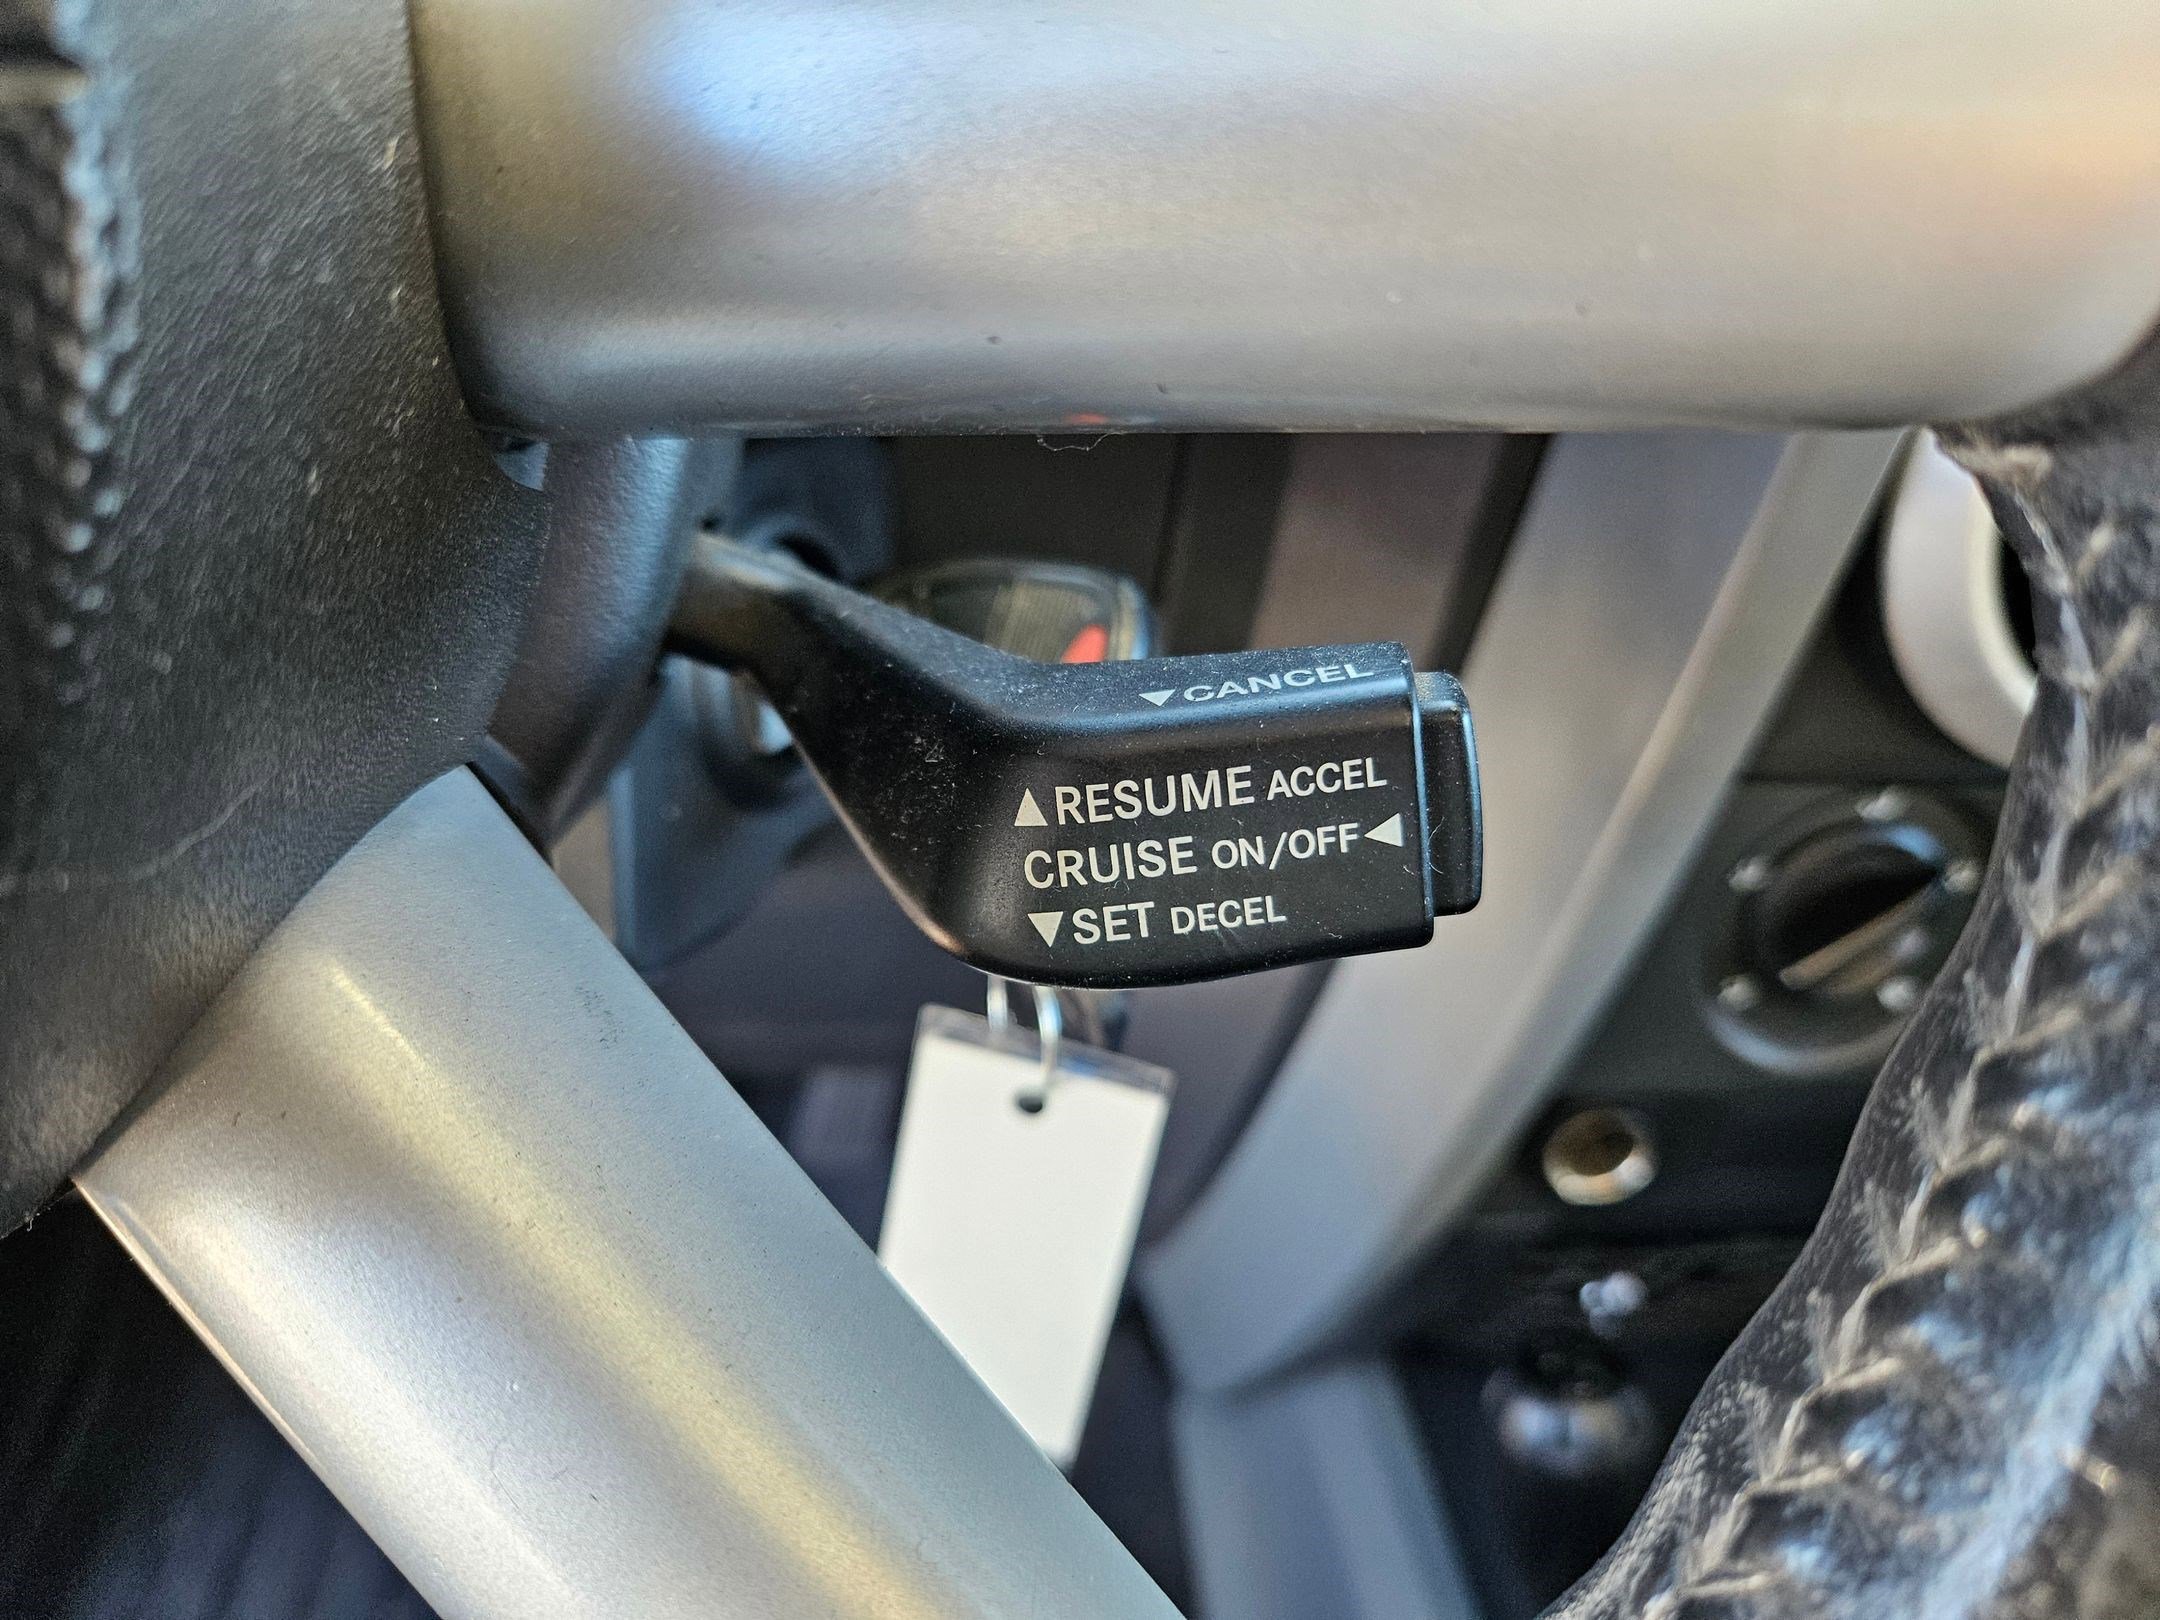 ▼CANCEL
▲RESUME ACCEL
CRUISE ON/OFF◀
▼SET DECEL